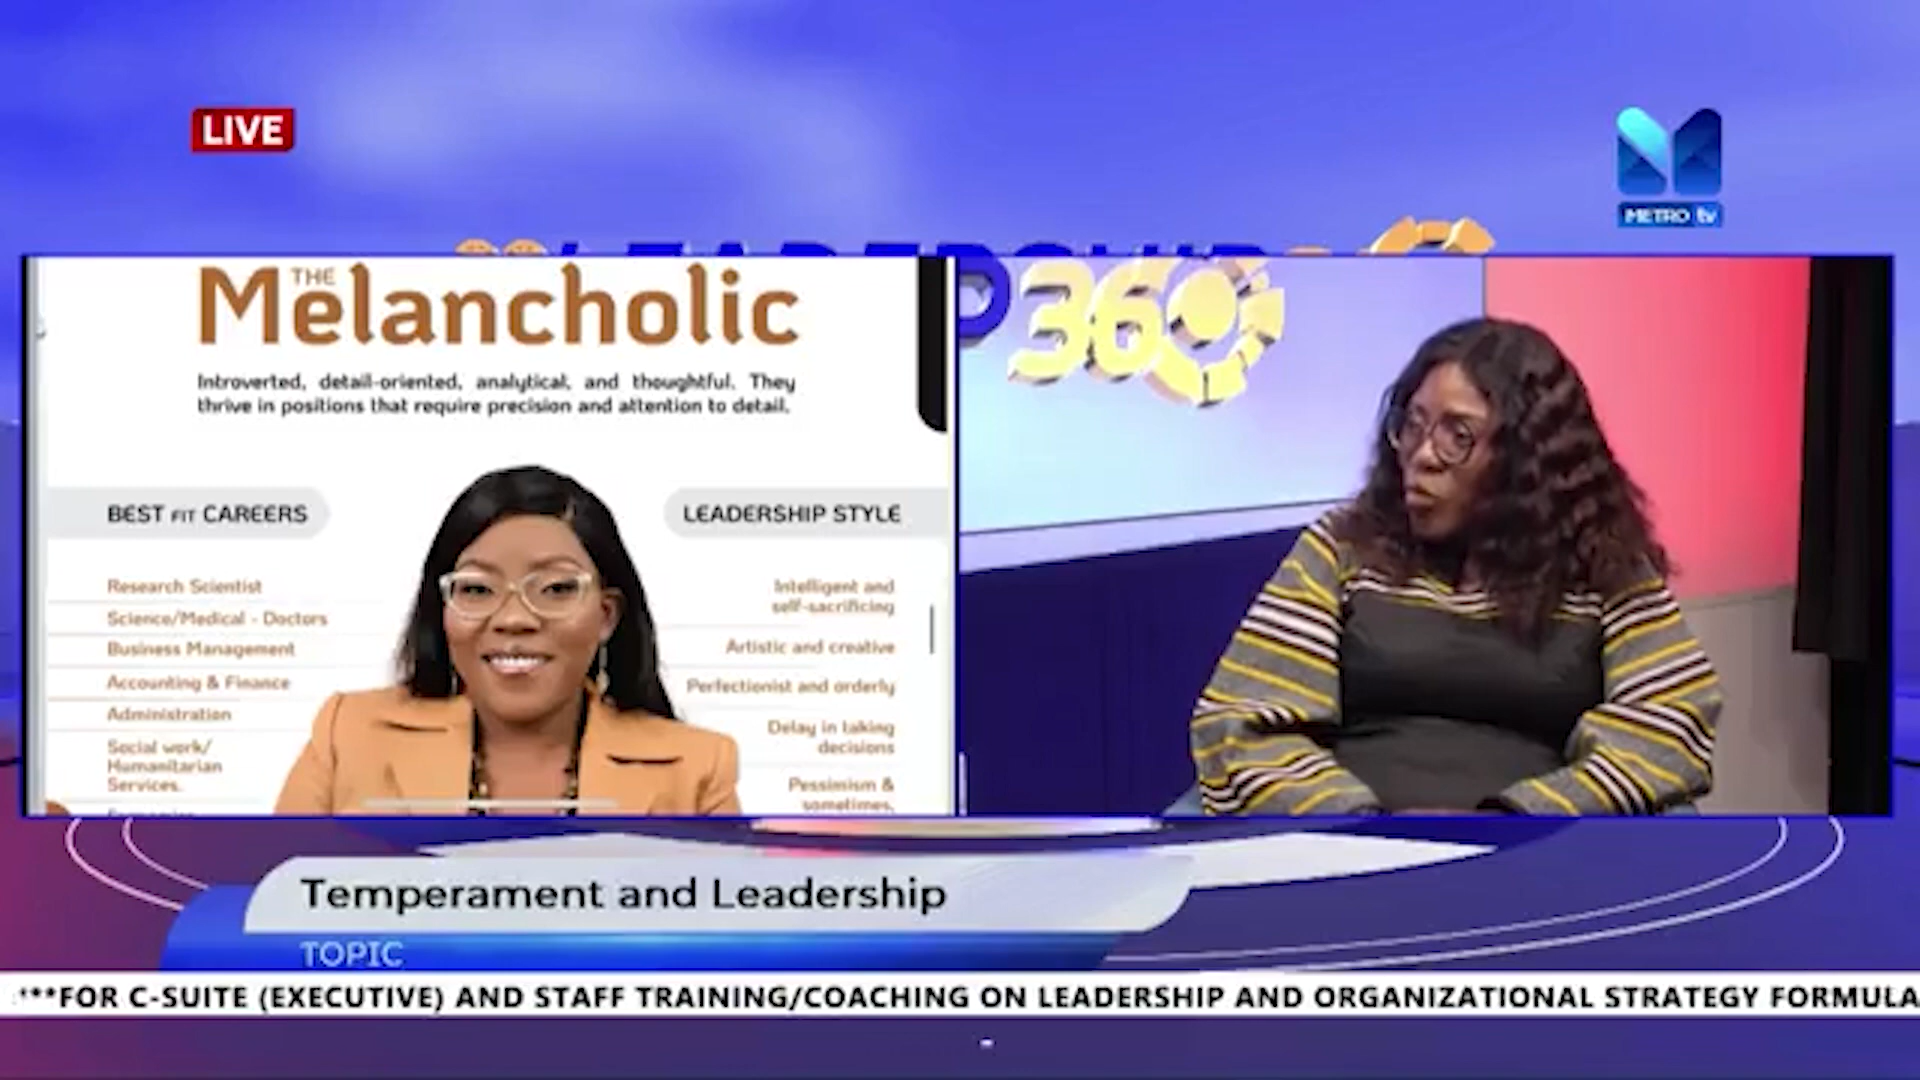 LIVE
METRO tv
LEADERSHIP
P360
THE
Melancholic
Introverted, detail-oriented, analytical, and thoughtful. They
thrive in positions that require precision and attention to detail.
BEST FIT CAREERS
Research Scientist
Science/Medical - Doctors
Business Management
Accounting & Finance
Administration
Social work/
Humanitarian
Services.
LEADERSHIP STYLE
Intelligent and
self-sacrificing
Artistic and creative
Perfectionist and orderly
Delay in taking
decisions
Pessimism &
sometimes,
Temperament and Leadership
TOPIC
***FOR C-SUITE (EXECUTIVE) AND STAFF TRAINING/COACHING ON LEADERSHIP AND ORGANIZATIONAL STRATEGY FORMULA